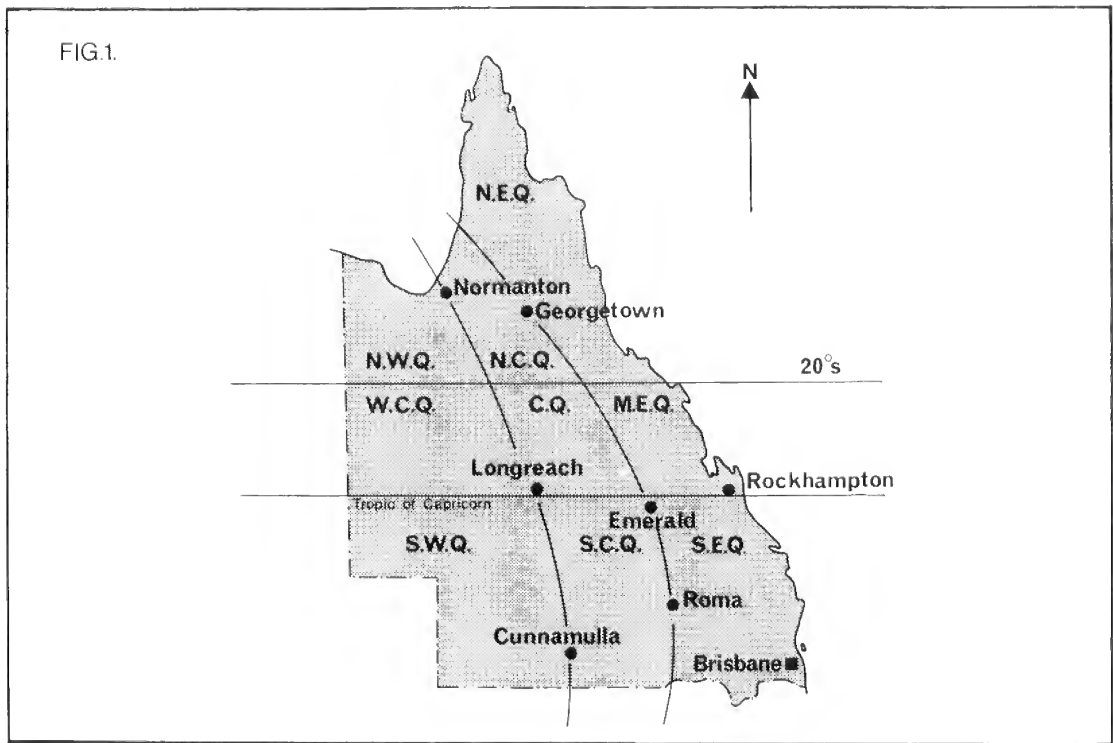 FIG.1.
N
N.E.Q.
Normanton
Georgetown
N.W.Q.
N.C.Q.
20°s
W.C.Q.
C.Q.
M.E.Q.
Longreach
Rockhampton
Tropic of Capricorn
Emerald
S.W.Q.
S.C.Q.
S.E.Q.
Roma
Cunnamulla
Brisbane